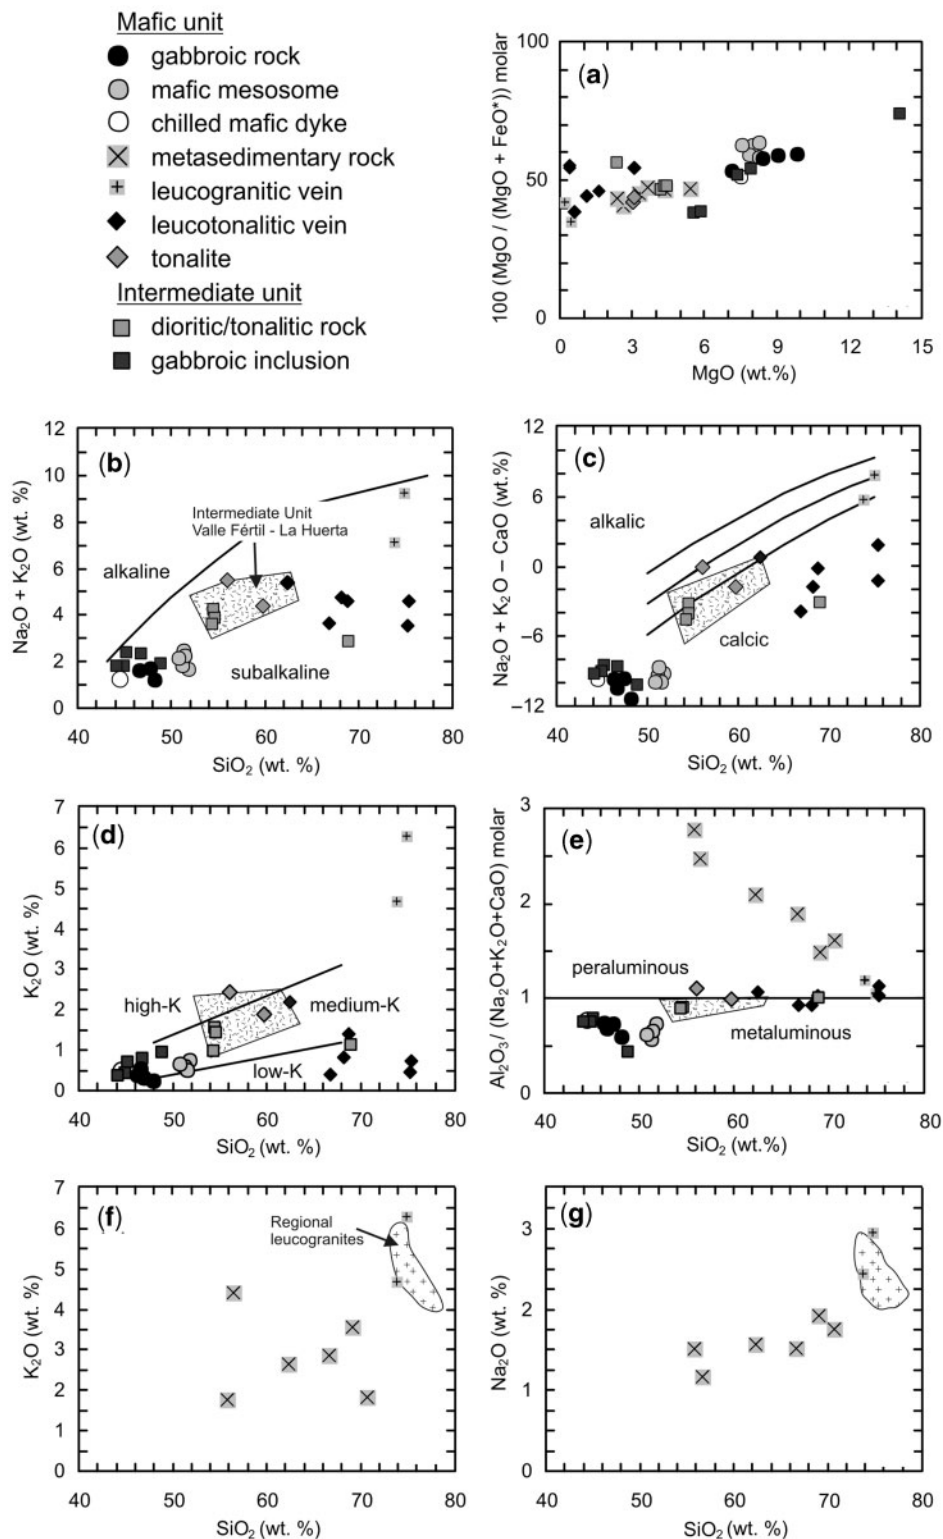 Mafic unit
gabbroic rock
mafic mesosome
chilled mafic dyke
metasedimentary rock
leucogranitic vein
leucotonalitic vein
tonalite
Intermediate unit
dioritic/tonalitic rock
gabbroic inclusion
(a)
100 (MgO / (MgO + FeO*)) molar
100
50
0
0 3 6 9 12 15
MgO (wt.%)
(b)
Na₂O + K₂O (wt. %)
12
10
8
6
4
2
0
Intermediate Unit
Valle Fértil - La Huerta
alkaline
subalkaline
40 50 60 70 80
SiO₂ (wt. %)
(c)
Na₂O + K₂O – CaO (wt.%)
12
6
0
–6
–12
alkalic
calcic
40 50 60 70 80
SiO₂ (wt. %)
(d)
K₂O (wt. %)
7
6
5
4
3
2
1
0
high-K
medium-K
low-K
40 50 60 70 80
SiO₂ (wt. %)
(e)
Al₂O₃/ (Na₂O+K₂O+CaO) molar
3
2
1
0
peraluminous
metaluminous
40 50 60 70 80
SiO₂ (wt.%)
(f)
K₂O (wt. %)
7
6
5
4
3
2
1
0
Regional
leucogranites
40 50 60 70 80
SiO₂ (wt. %)
(g)
Na₂O (wt. %)
3
2
1
0
40 50 60 70 80
SiO₂ (wt. %)